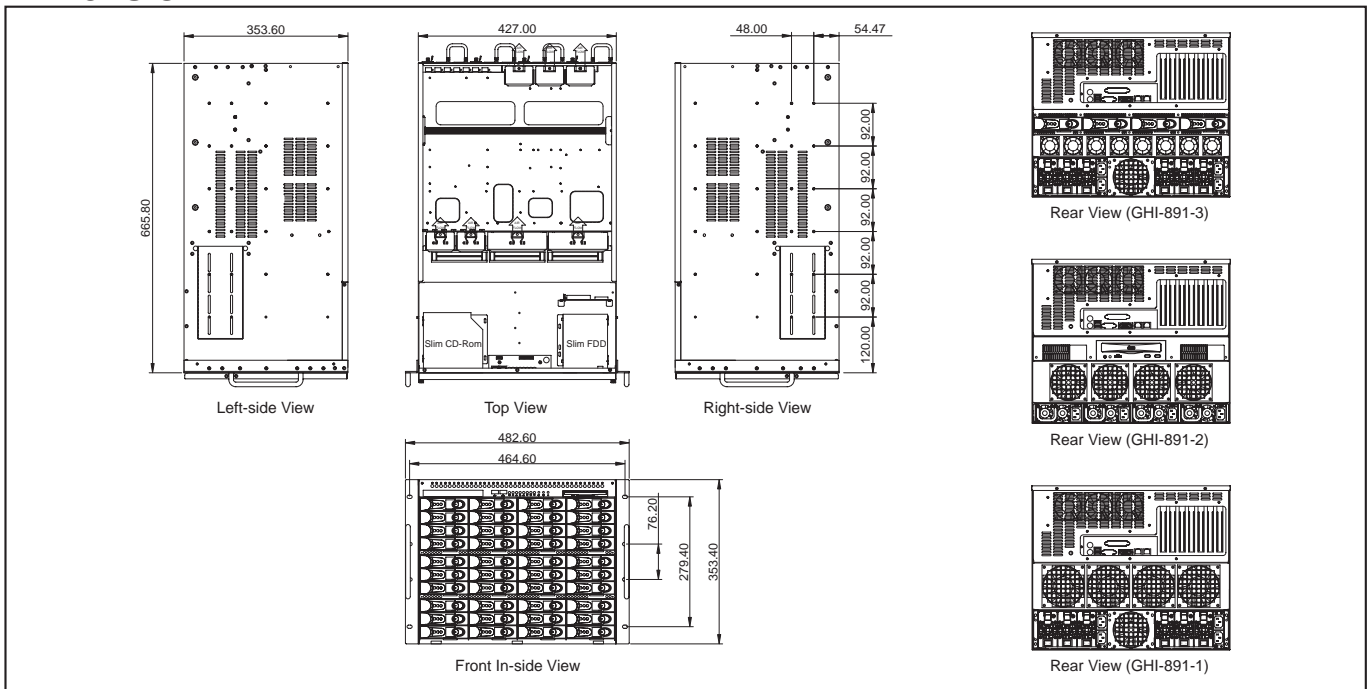 353.60
665.80
Left-side View
427.00
Slim CD-Rom
Slim FDD
Top View
48.00
54.47
92.00
92.00
92.00
92.00
92.00
120.00
Right-side View
482.60
464.60
76.20
279.40
353.40
Front In-side View
Rear View (GHI-891-3)
Rear View (GHI-891-2)
Rear View (GHI-891-1)